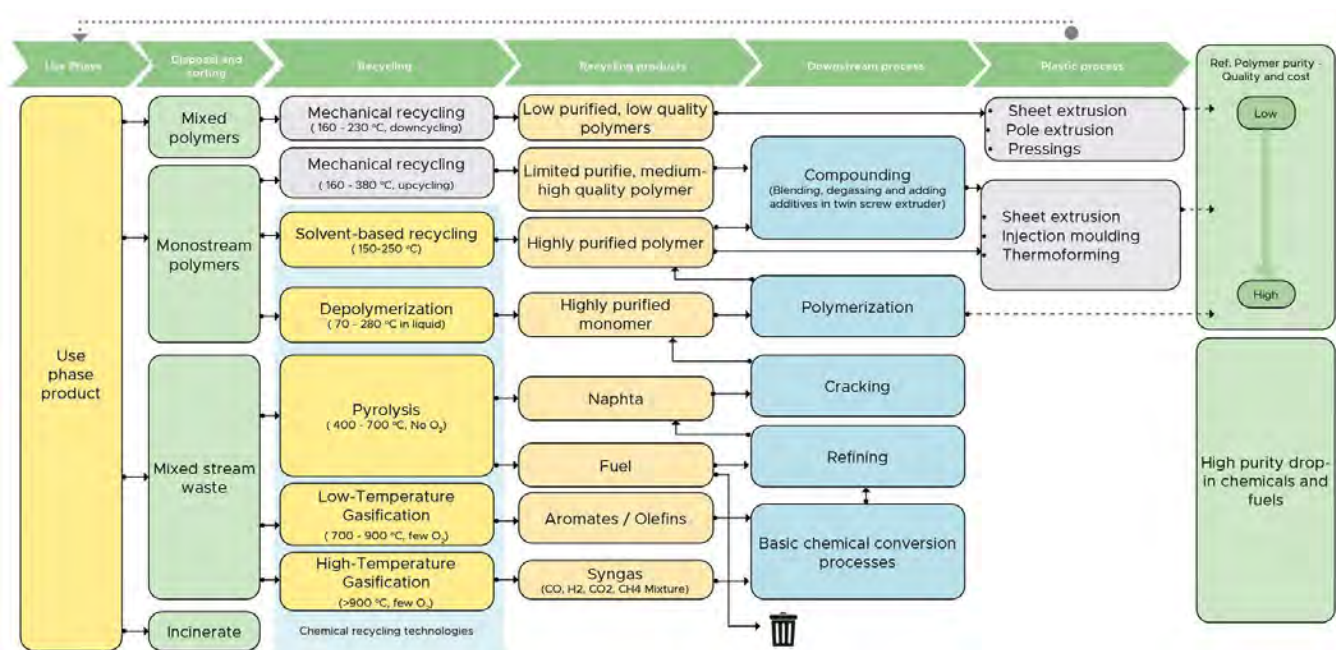 Use Phase
Disposal and
sorting
Recycling
Recycling products
Downstream process
Plastic process
Ref. Polymer purity -
Quality and cost
Low
High
High purity drop-
in chemicals and
fuels
Use
phase
product
Mixed
polymers
Monostream
polymers
Mixed stream
waste
Incinerate
Mechanical recycling
( 160 - 230 °C, downcycling)
Mechanical recycling
( 160 - 380 °C, upcycling)
Solvent-based recycling
( 150-250 °C)
Depolymerization
( 70 - 280 °C in liquid)
Pyrolysis
( 400 - 700 °C, No O₂)
Low-Temperature
Gasification
( 700 - 900 °C, few O₂)
High-Temperature
Gasification
(>900 °C, few O₂)
Chemical recycling technologies
Low purified, low quality
polymers
Limited purifie, medium-
high quality polymer
Highly purified polymer
Highly purified
monomer
Naphta
Fuel
Aromates / Olefins
Syngas
(CO, H2, CO2, CH4 Mixture)
Compounding
(Blending, degassing and adding
additives in twin screw extruder)
Polymerization
Cracking
Refining
Basic chemical conversion
processes
• Sheet extrusion
• Pole extrusion
• Pressings
• Sheet extrusion
• Injection moulding
• Thermoforming